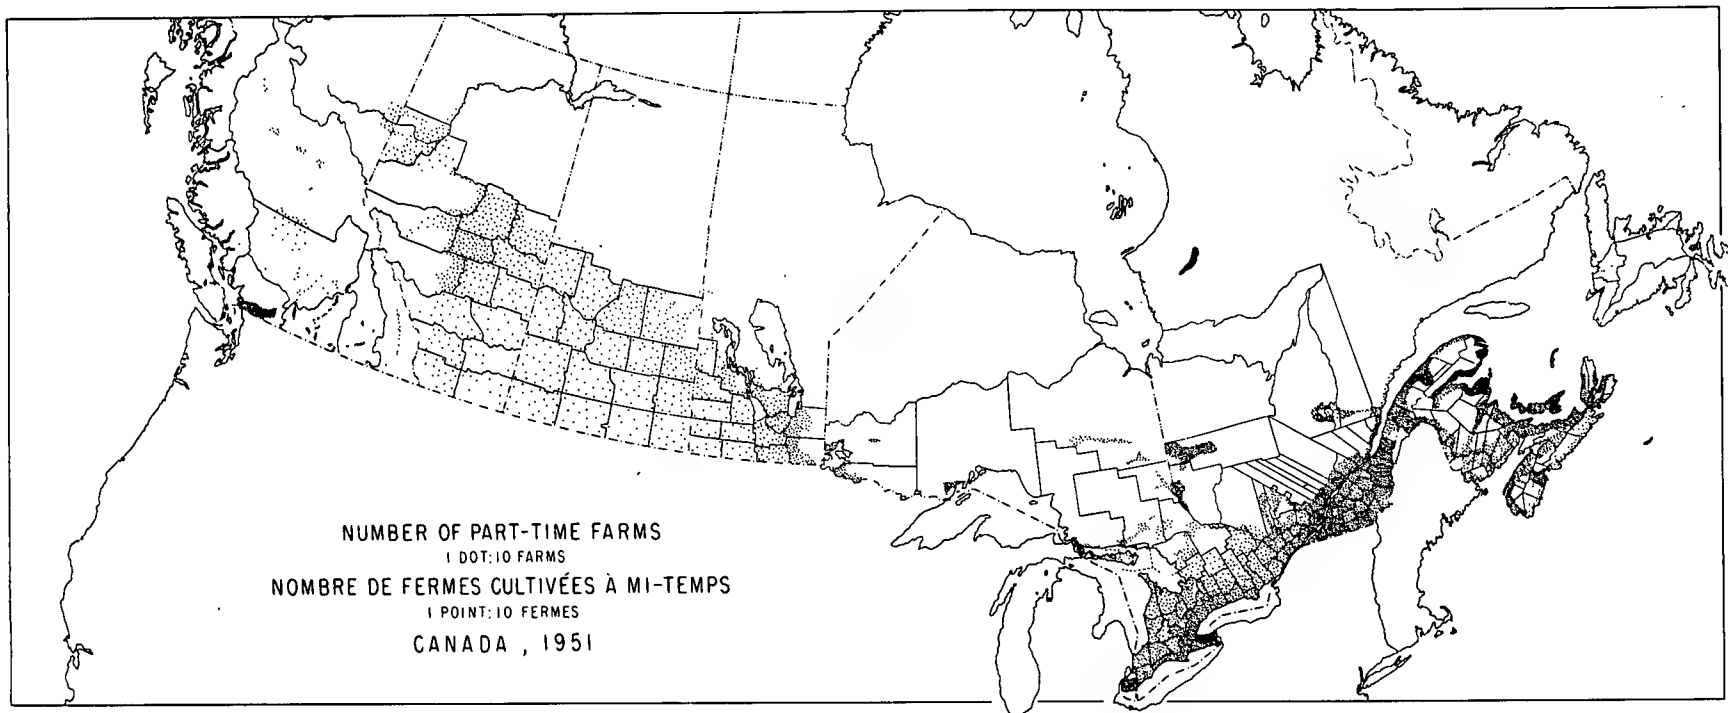 NUMBER OF PART-TIME FARMS
1 DOT:10 FARMS
NOMBRE DE FERMES CULTIVÉES À MI-TEMPS
1 POINT:10 FERMES
CANADA, 1951